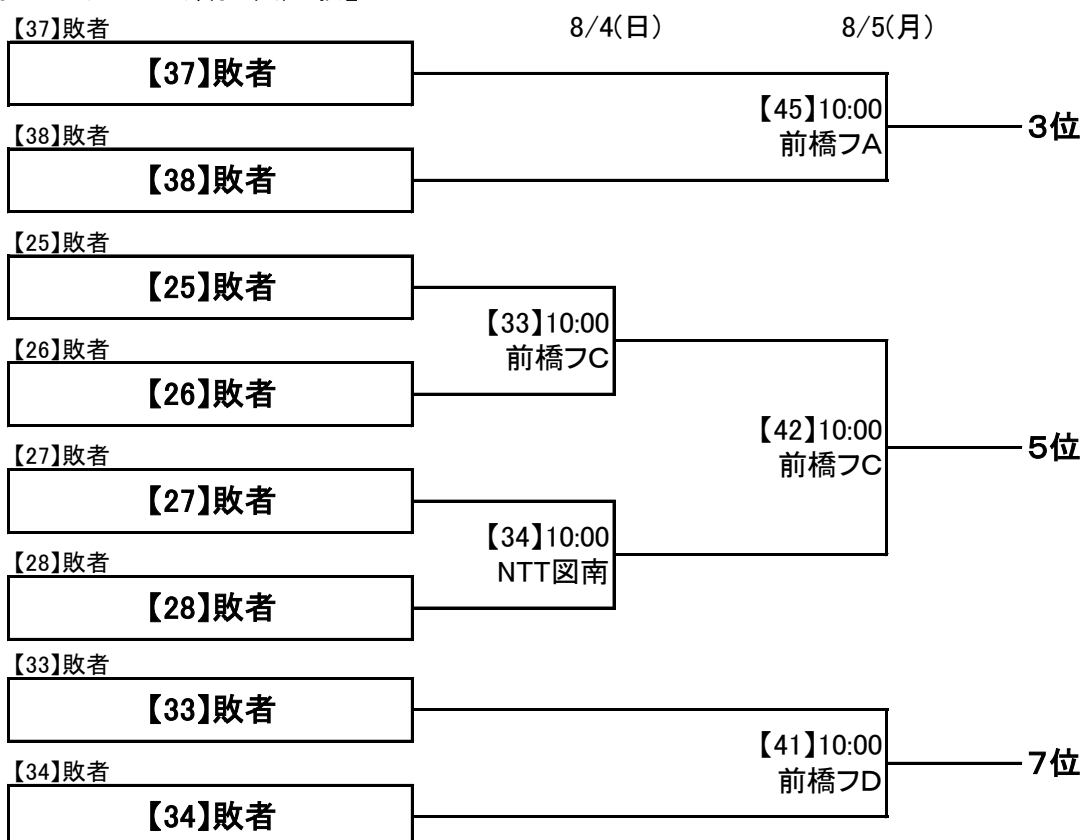 【37】敗者
8/4(日)
8/5(月)
【37】敗者
【45】10:00
前橋フA
3位
【38】敗者
【38】敗者
【25】敗者
【25】敗者
【33】10:00
前橋フC
【26】敗者
【26】敗者
【42】10:00
前橋フC
5位
【27】敗者
【27】敗者
【34】10:00
NTT図南
【28】敗者
【28】敗者
【33】敗者
【33】敗者
【41】10:00
前橋フD
7位
【34】敗者
【34】敗者